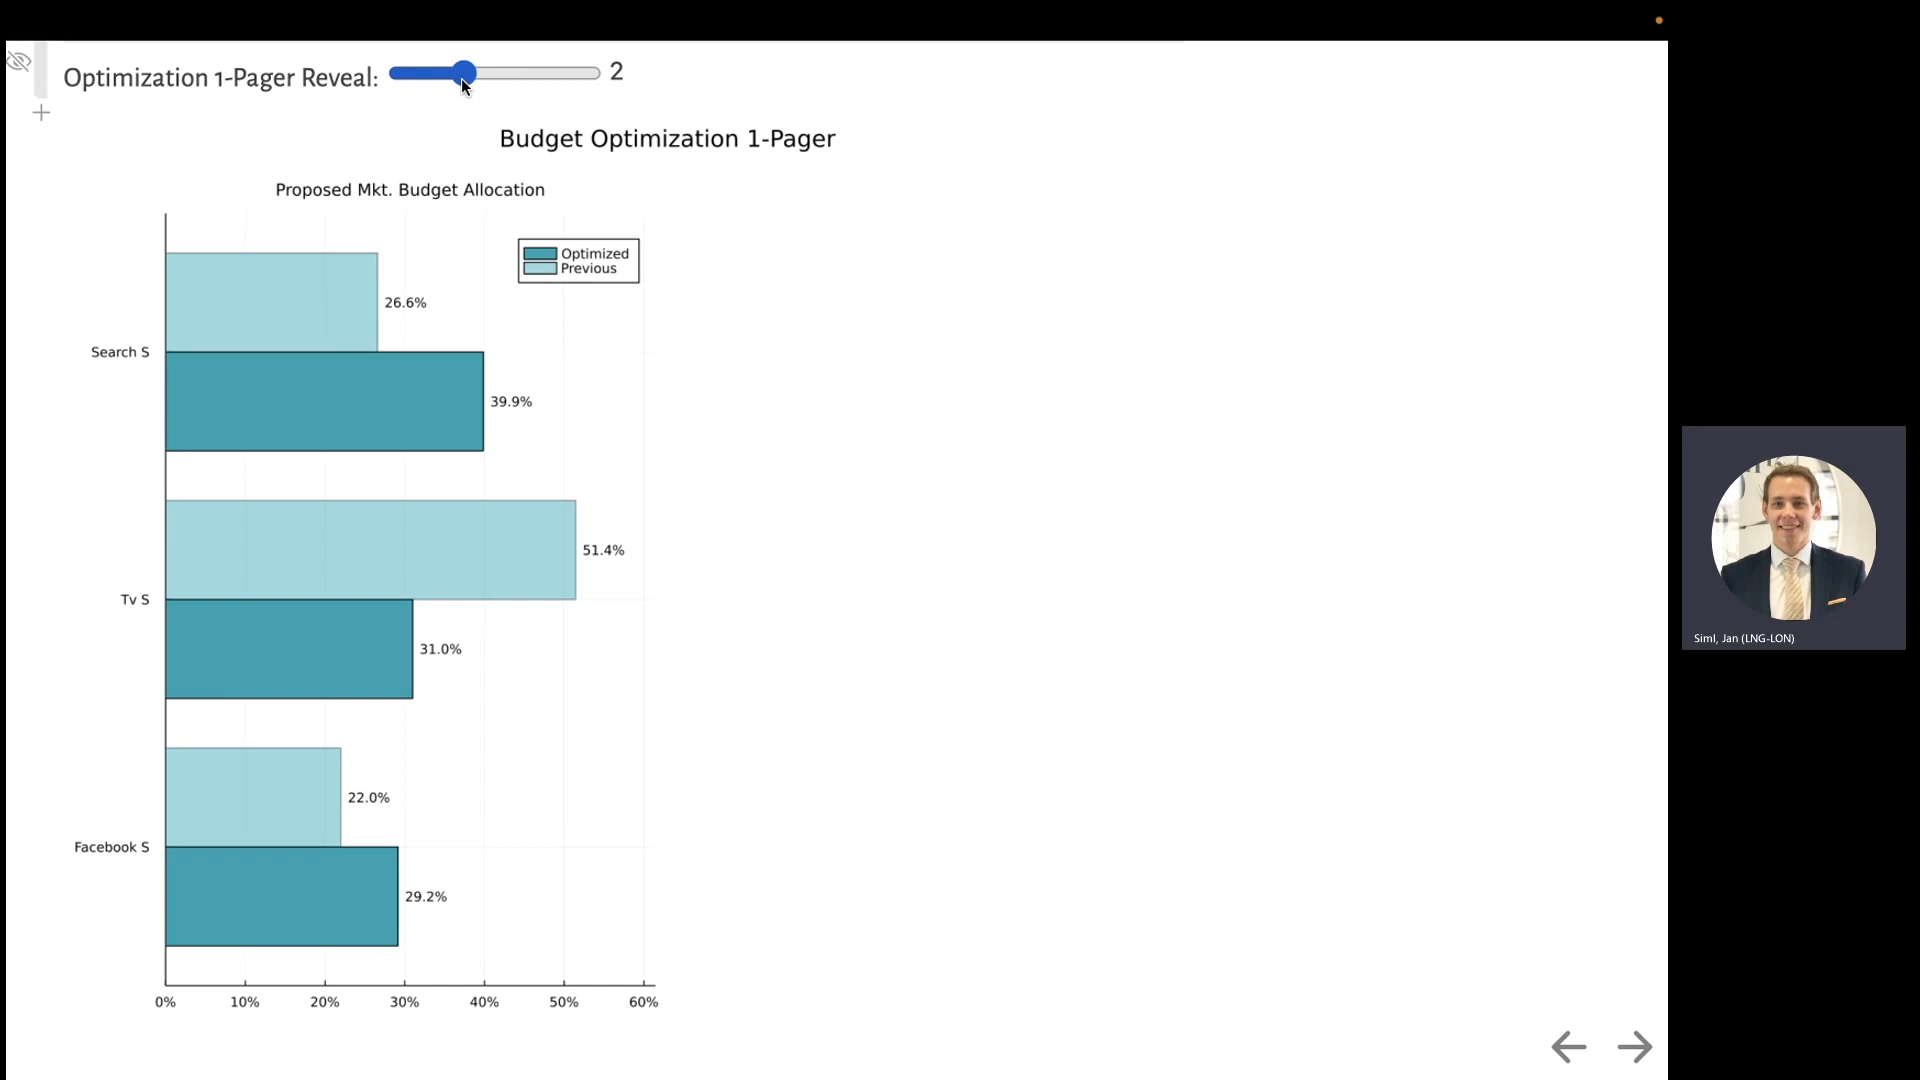 Optimization 1-Pager Reveal: 2
Budget Optimization 1-Pager
Proposed Mkt. Budget Allocation
Optimized
Previous
26.6%
Search S
39.9%
51.4%
Tv S
31.0%
22.0%
Facebook S
29.2%
0% 10% 20% 30% 40% 50% 60%
Siml, Jan (LNG-LON)